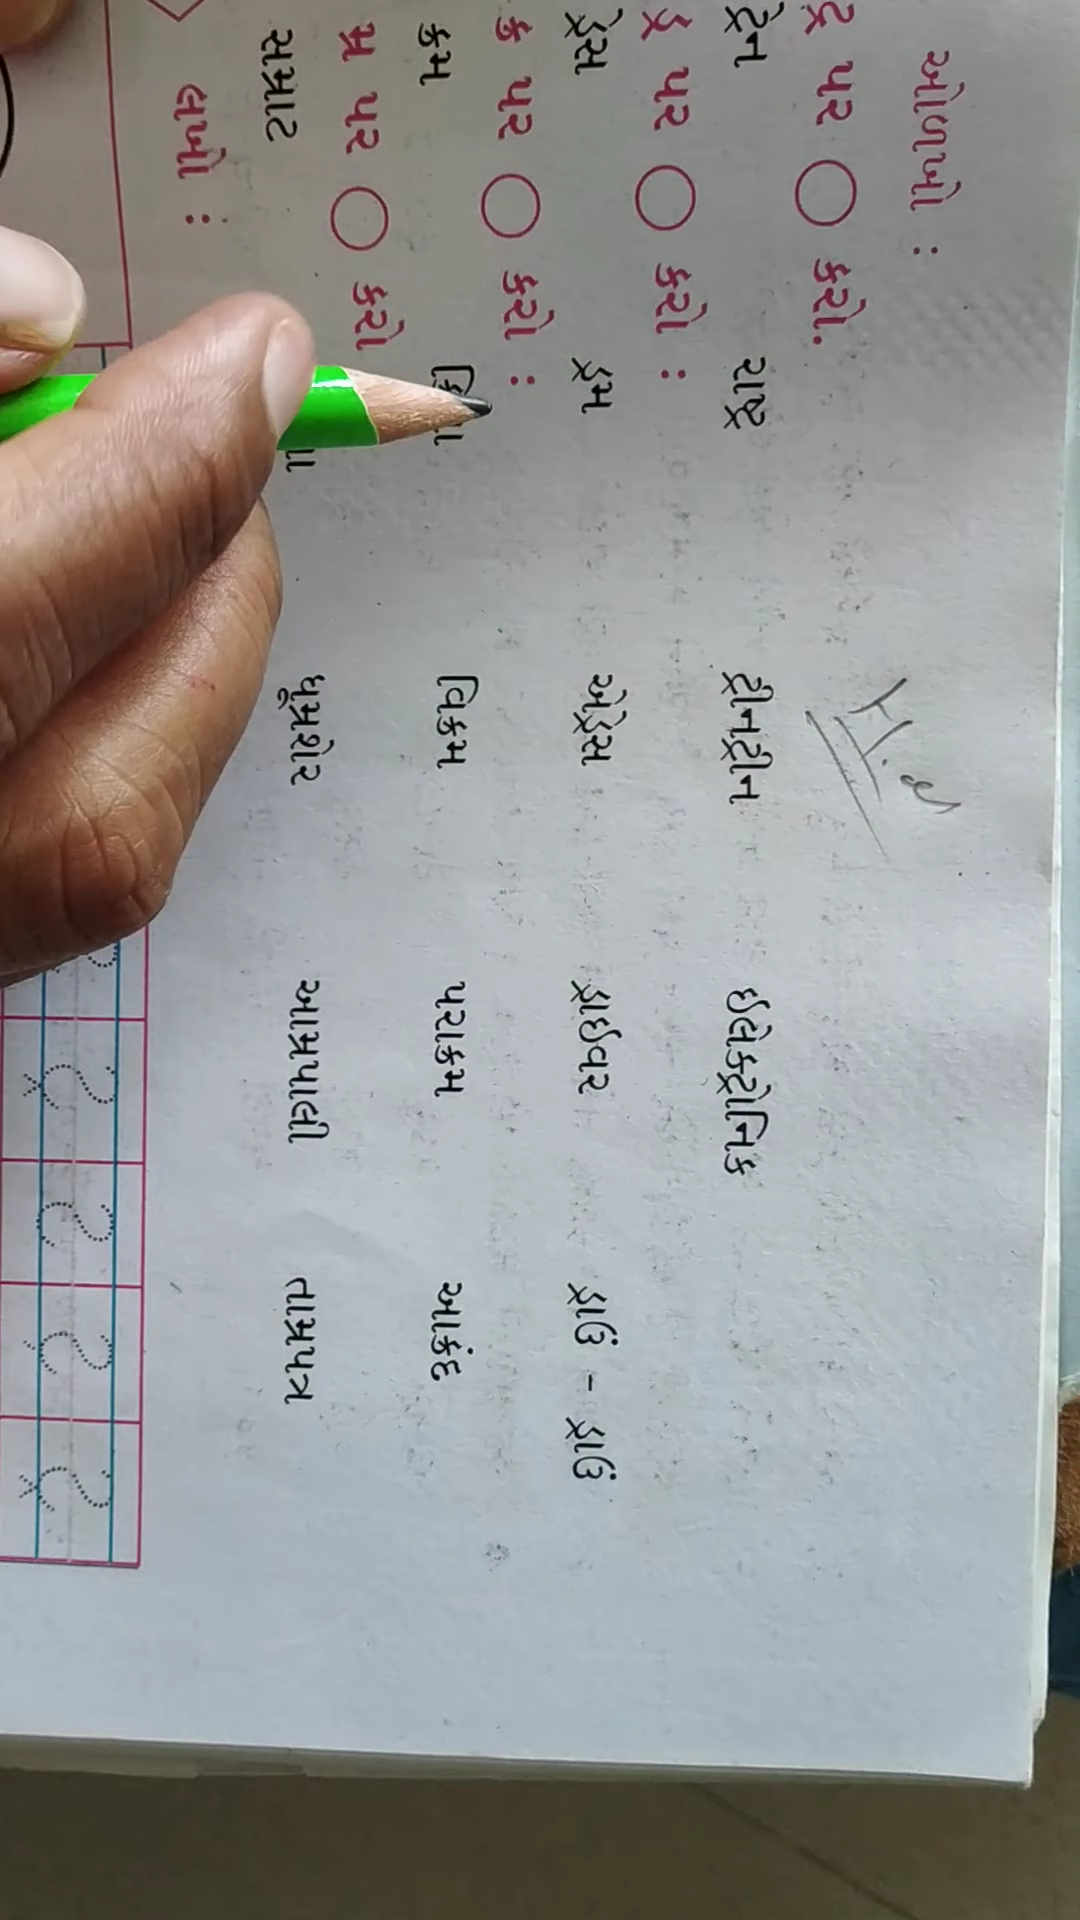 ઓળખો :
ટ્ર પર ○ કરો.
H.W
ટ્રેન રાષ્ટ્ર ટ્રીનટ્રીન ઇલેક્ટ્રોનિક
ડ્ર પર ○ કરો :
ડ્રેસ ડ્રમ એડ્રેસ ડ્રાઇવર ડ્રાઉં - ડ્રાઉં
ક્ર પર ○ કરો :
ક્રમ વિક્રમ પરાક્રમ આક્રંદ
મ્ર પર ○ કરો
સમ્રાટ ધૂમ્રશેર આમ્રપાલી તામ્રપત્ર
લખો :